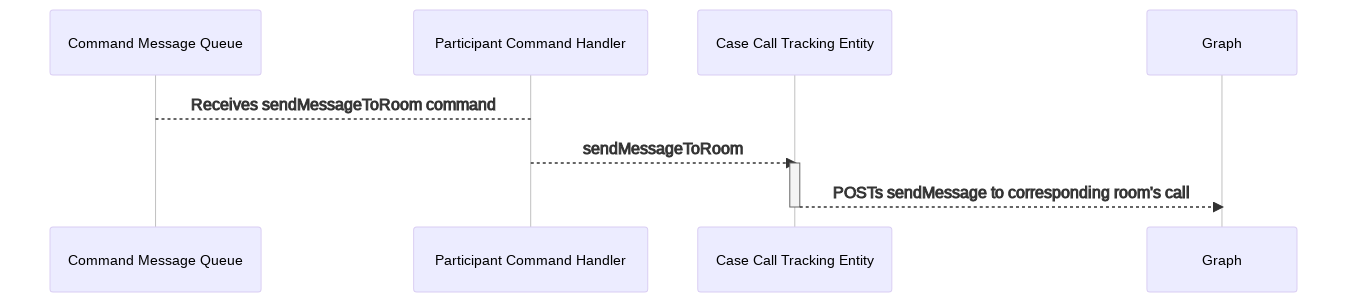 Command Message Queue
Participant Command Handler
Case Call Tracking Entity
Graph
Receives sendMessageToRoom command
sendMessageToRoom
POSTs sendMessage to corresponding room's call
Command Message Queue
Participant Command Handler
Case Call Tracking Entity
Graph